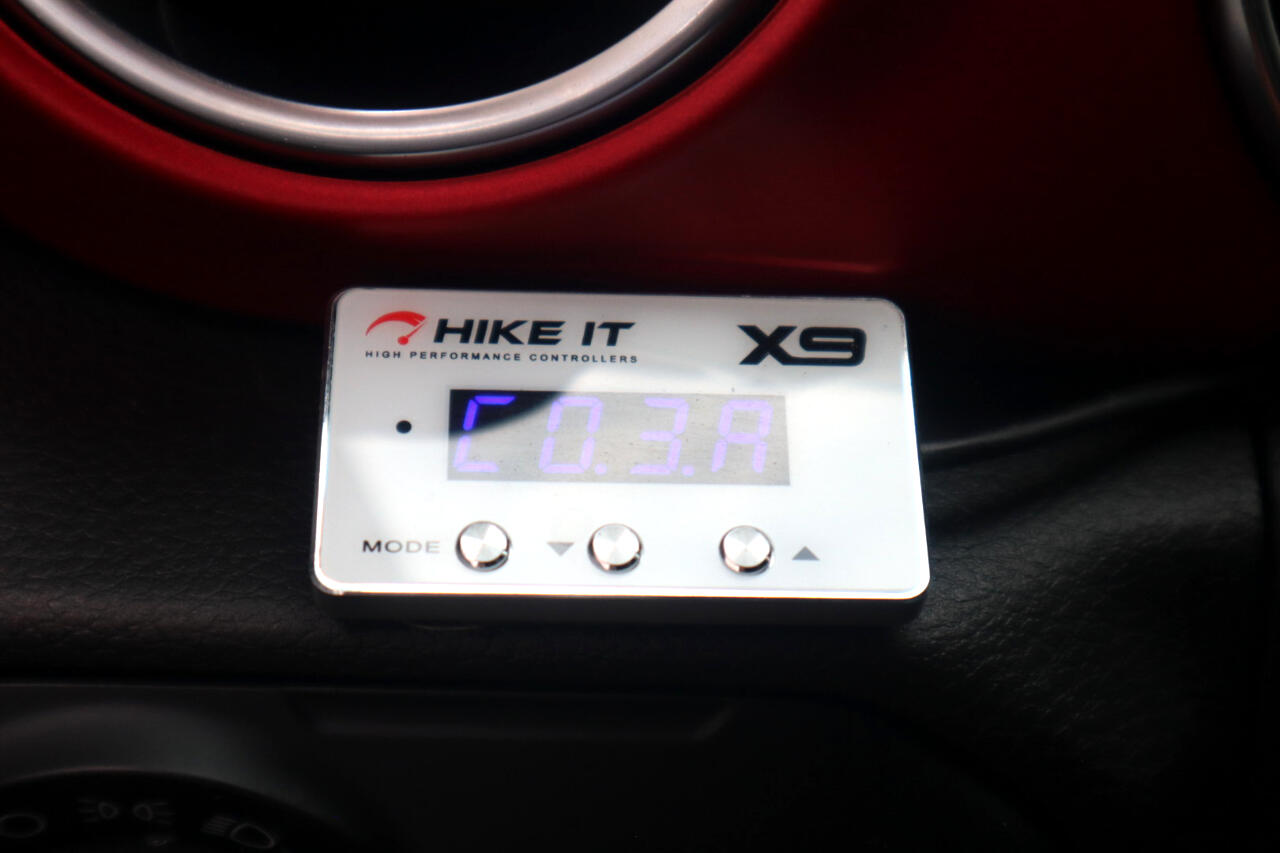 HIKE IT
HIGH PERFORMANCE CONTROLLERS
X9
C0.3.A
MODE